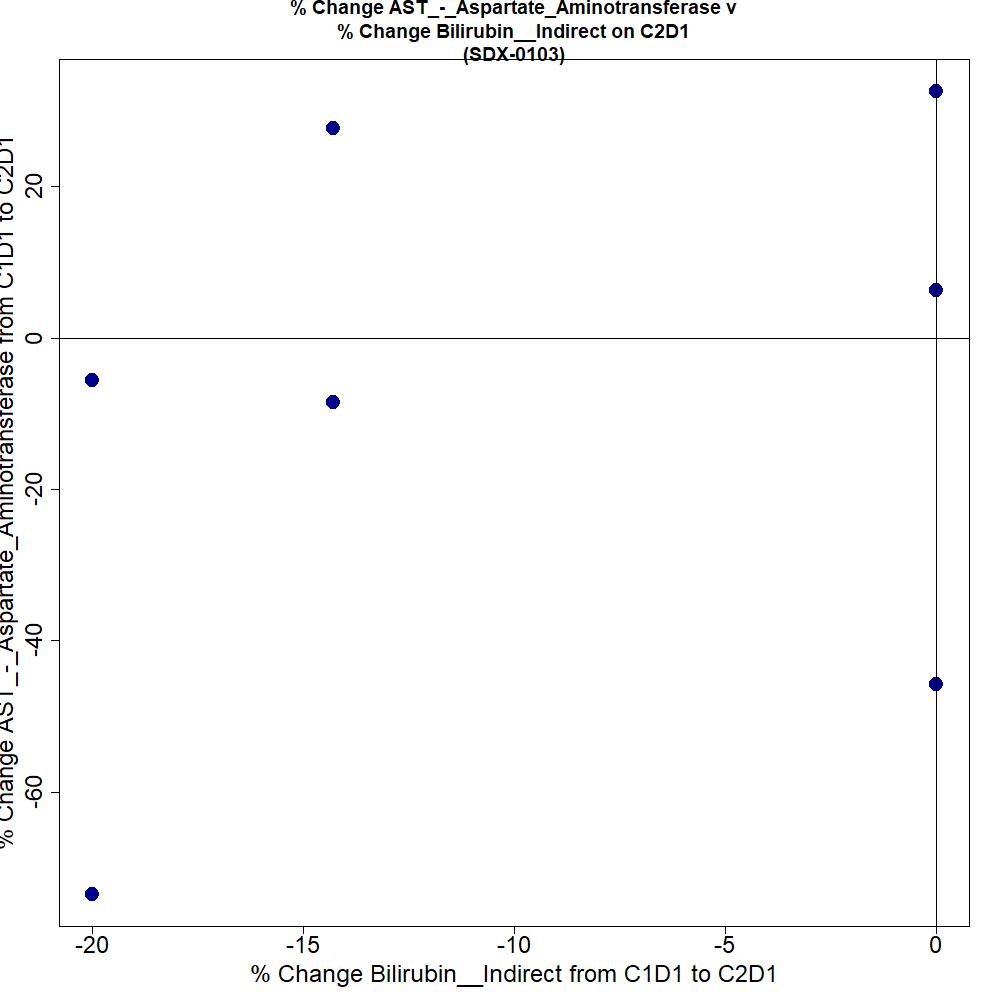 % Change AST_-_Aspartate_Aminotransferase v
% Change Bilirubin__Indirect on C2D1
(SDX-0103)
% Change AST_-_Aspartate_Aminotransferase from C1D1 to C2D1
20
0
-20
-40
-60
-20
-15
-10
-5
0
% Change Bilirubin__Indirect from C1D1 to C2D1